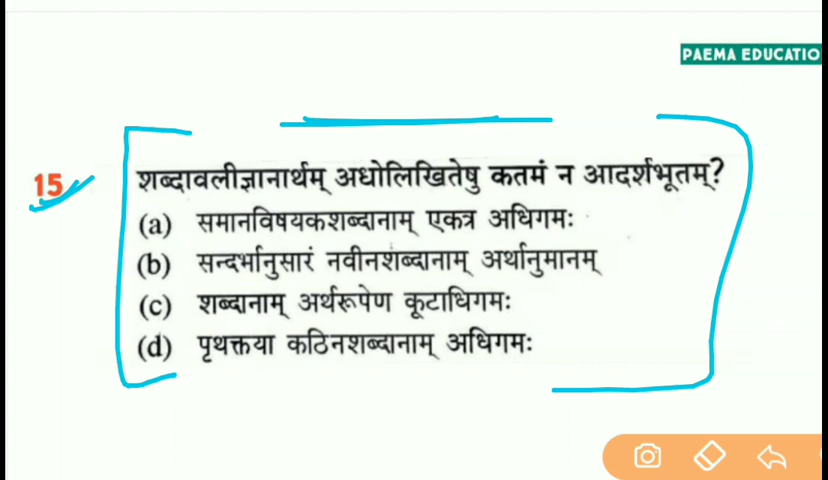 PAEMA EDUCATIO
15 शब्दावलीज्ञानार्थम् अधोलिखितेषु कतमं न आदर्शभूतम्?
(a) समानविषयकशब्दानाम् एकत्र अधिगमः
(b) सन्दर्भानुसारं नवीनशब्दानाम् अर्थानुमानम्
(c) शब्दानाम् अर्थरूपेण कूटाधिगमः
(d) पृथक्तया कठिनशब्दानाम् अधिगमः